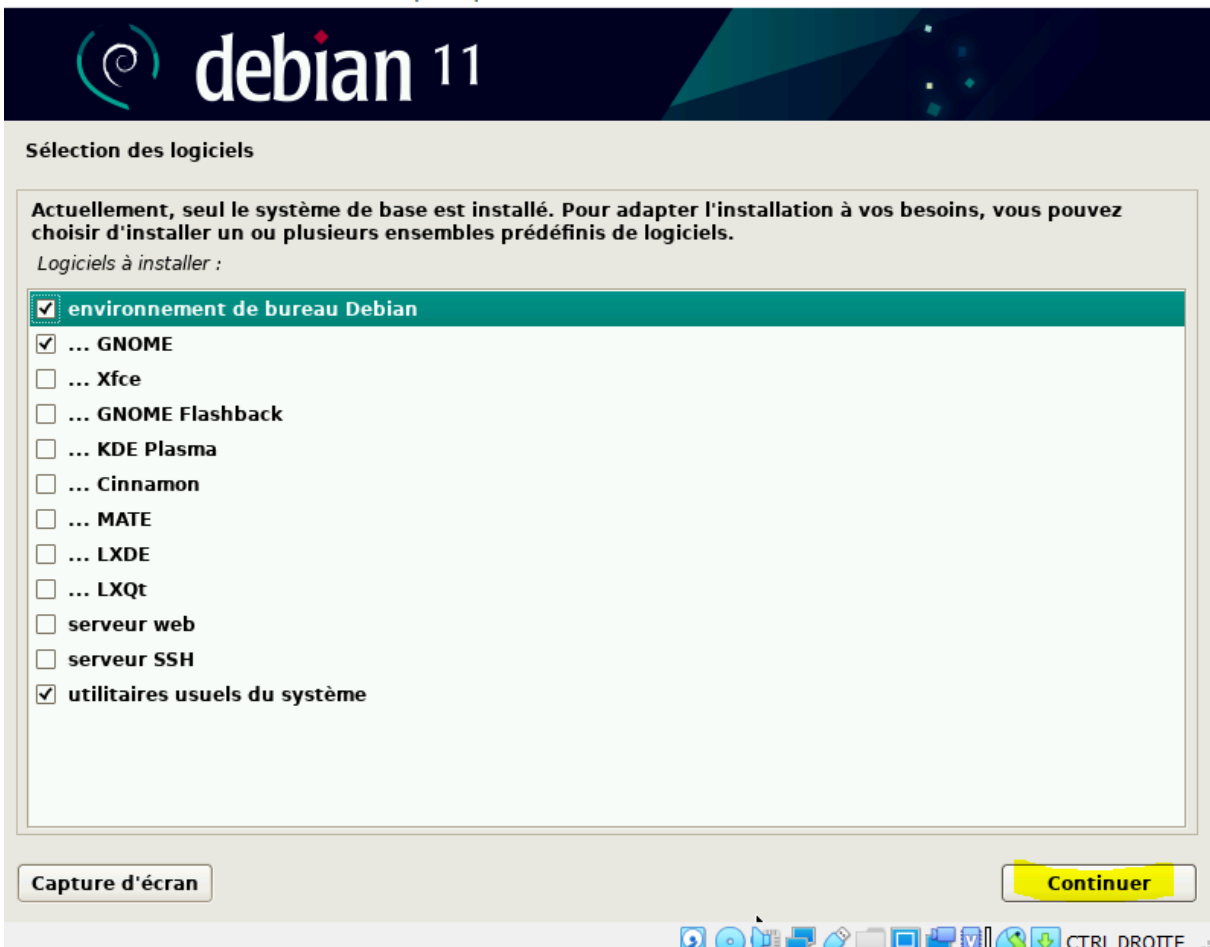 debian 11
Sélection des logiciels
Actuellement, seul le système de base est installé. Pour adapter l'installation à vos besoins, vous pouvez
choisir d'installer un ou plusieurs ensembles prédéfinis de logiciels.
Logiciels à installer :
environnement de bureau Debian
... GNOME
... Xfce
... GNOME Flashback
... KDE Plasma
... Cinnamon
... MATE
... LXDE
... LXQt
serveur web
serveur SSH
utilitaires usuels du système
Capture d'écran
Continuer
CTRL DROITE